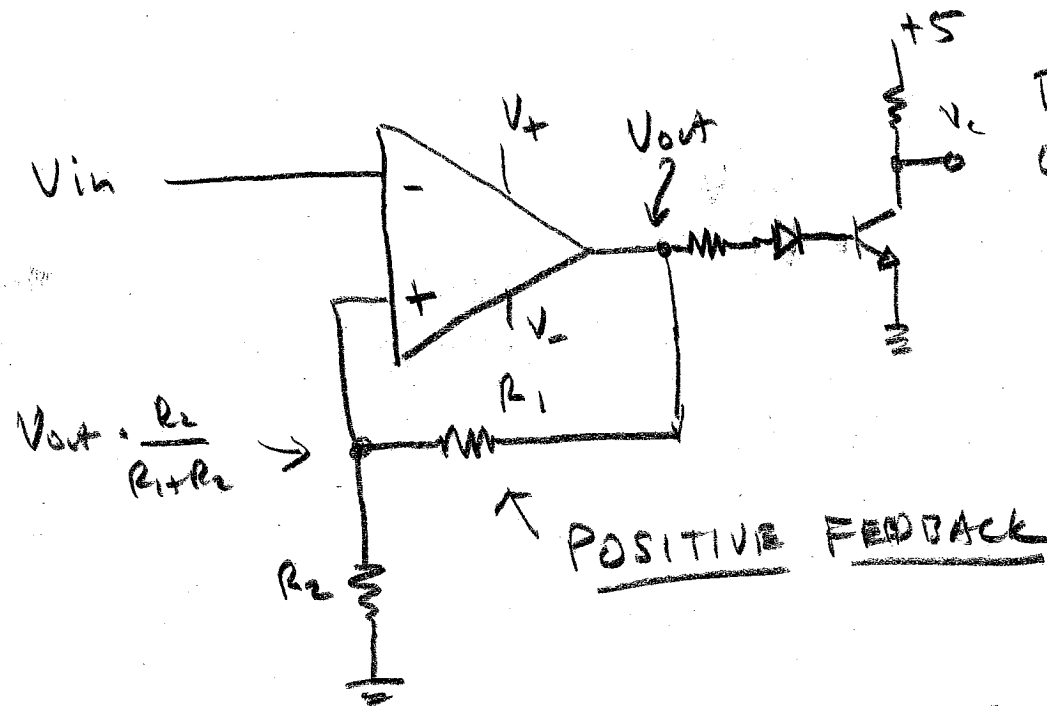 +5
V+
Vout
Vc
Vin
-
+
V-
R1
Vout · R2/(R1+R2)
POSITIVE FEEDBACK
R2